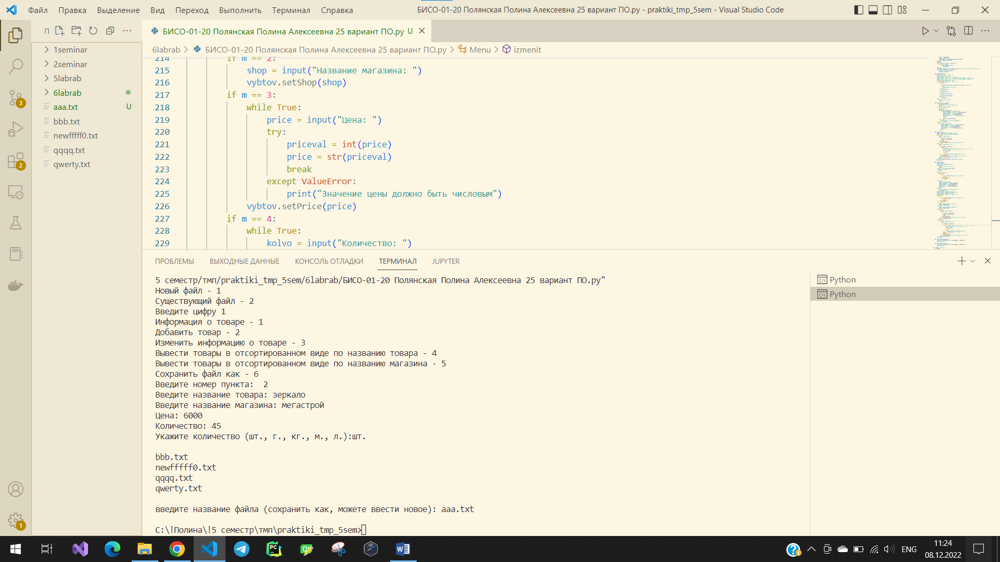 Файл Правка Выделение Вид Переход Выполнить Терминал Справка
БИСО-01-20 Полянская Полина Алексеевна 25 вариант ПО.py - praktiki_tmp_5sem - Visual Studio Code
П
БИСО-01-20 Полянская Полина Алексеевна 25 вариант ПО.py U
6labrab > БИСО-01-20 Полянская Полина Алексеевна 25 вариант ПО.py > Menu > izmenit
1seminar
2seminar
5labrab
6labrab
aaa.txt U
bbb.txt
newfffff0.txt
qqqq.txt
qwerty.txt
3
2
1
214 if m == 2:
215 shop = input("Название магазина: ")
216 vybtov.setShop(shop)
217 if m == 3:
218 while True:
219 price = input("Цена: ")
220 try:
221 priceval = int(price)
222 price = str(priceval)
223 break
224 except ValueError:
225 print("Значение цены должно быть числовым")
226 vybtov.setPrice(price)
227 if m == 4:
228 while True:
229 kolvo = input("Количество: ")
ПРОБЛЕМЫ ВЫХОДНЫЕ ДАННЫЕ КОНСОЛЬ ОТЛАДКИ ТЕРМИНАЛ JUPYTER
5 семестр/тмп/praktiki_tmp_5sem/6labrab/БИСО-01-20 Полянская Полина Алексеевна 25 вариант ПО.py"
Новый файл - 1
Существующий файл - 2
Введите цифру 1
Информация о товаре - 1
Добавить товар - 2
Изменить информацию о товаре - 3
Вывести товары в отсортированном виде по названию товара - 4
Вывести товары в отсортированном виде по названию магазина - 5
Сохранить файл как - 6
Введите номер пункта:  2
Введите название товара: зеркало
Введите название магазина: мегастрой
Цена: 6000
Количество: 45
Укажите количество (шт., г., кг., м., л.):шт.
bbb.txt
newfffff0.txt
qqqq.txt
qwerty.txt
введите название файла (сохранить как, можете ввести новое): aaa.txt
C:\!Полина\!5 семестр\тмп\praktiki_tmp_5sem>
Python
Python
ENG
11:24
08.12.2022